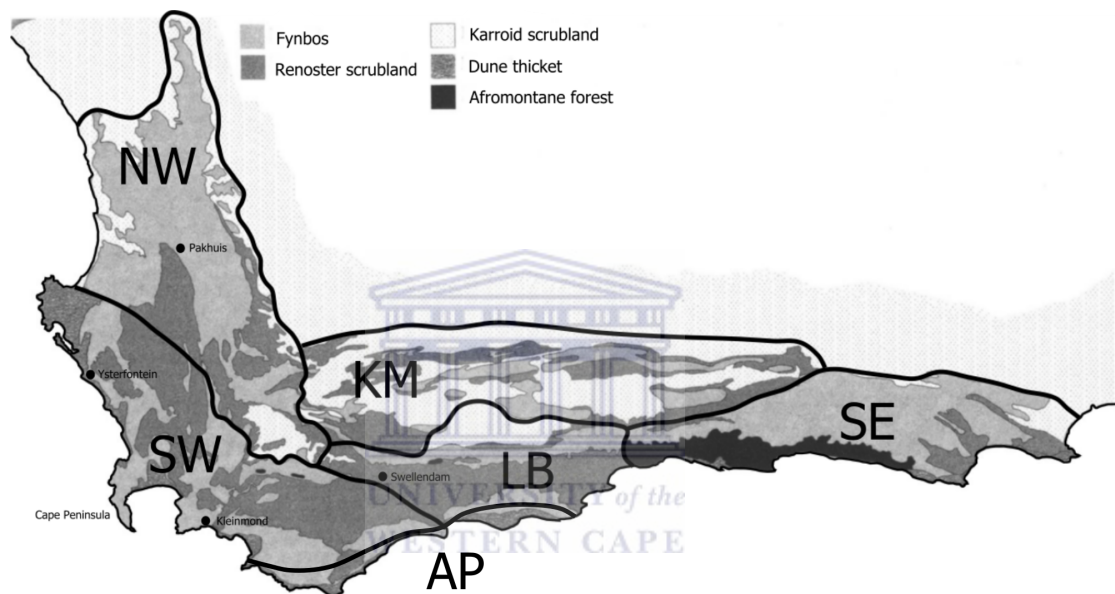 Fynbos
Renoster scrubland
Karroid scrubland
Dune thicket
Afromontane forest
NW
Pakhuis
Ysterfontein
KM
SW
SE
LB
Swellendam
Cape Peninsula
Kleinmond
UNIVERSITY of the
WESTERN CAPE
AP